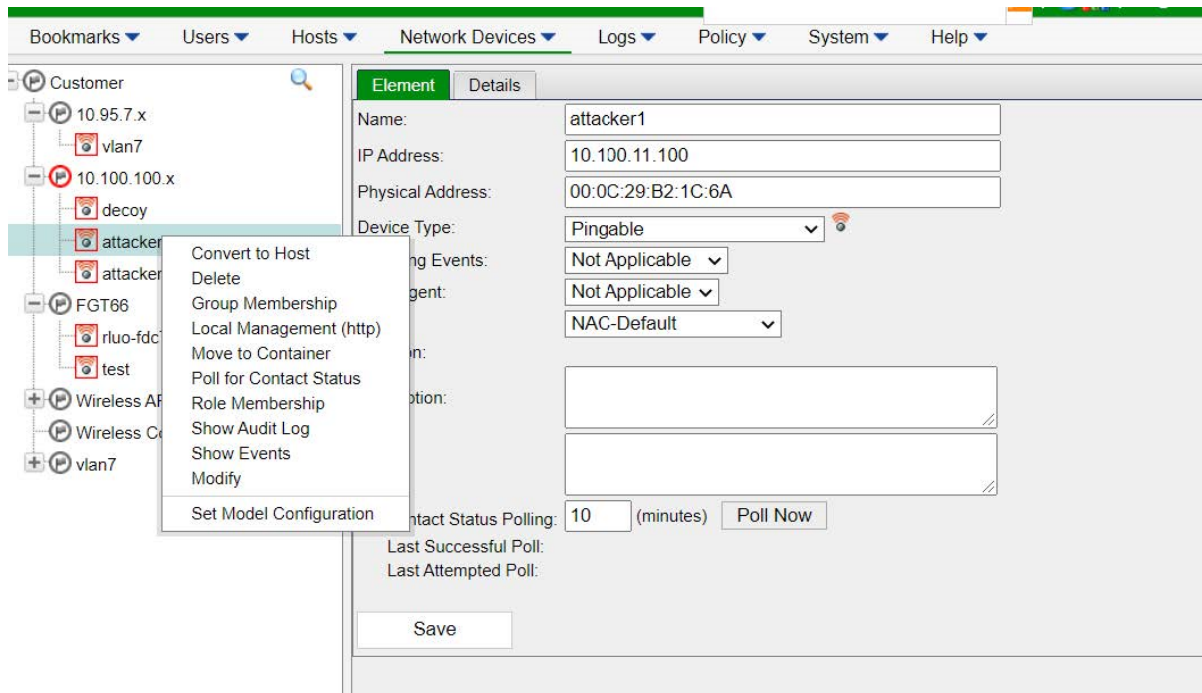 Bookmarks Users Hosts Network Devices Logs Policy System Help
Customer
10.95.7.x
vlan7
10.100.100.x
decoy
attacker
attacker
FGT66
rluo-fdc
test
Wireless AP
Wireless Co
vlan7
Convert to Host
Delete
Group Membership
Local Management (http)
Move to Container
Poll for Contact Status
Role Membership
Show Audit Log
Show Events
Modify
Set Model Configuration
Element Details
Name: attacker1
IP Address: 10.100.11.100
Physical Address: 00:0C:29:B2:1C:6A
Device Type: Pingable
ng Events: Not Applicable
gent: Not Applicable
NAC-Default
n:
otion:
ntact Status Polling: 10 (minutes) Poll Now
Last Successful Poll:
Last Attempted Poll:
Save